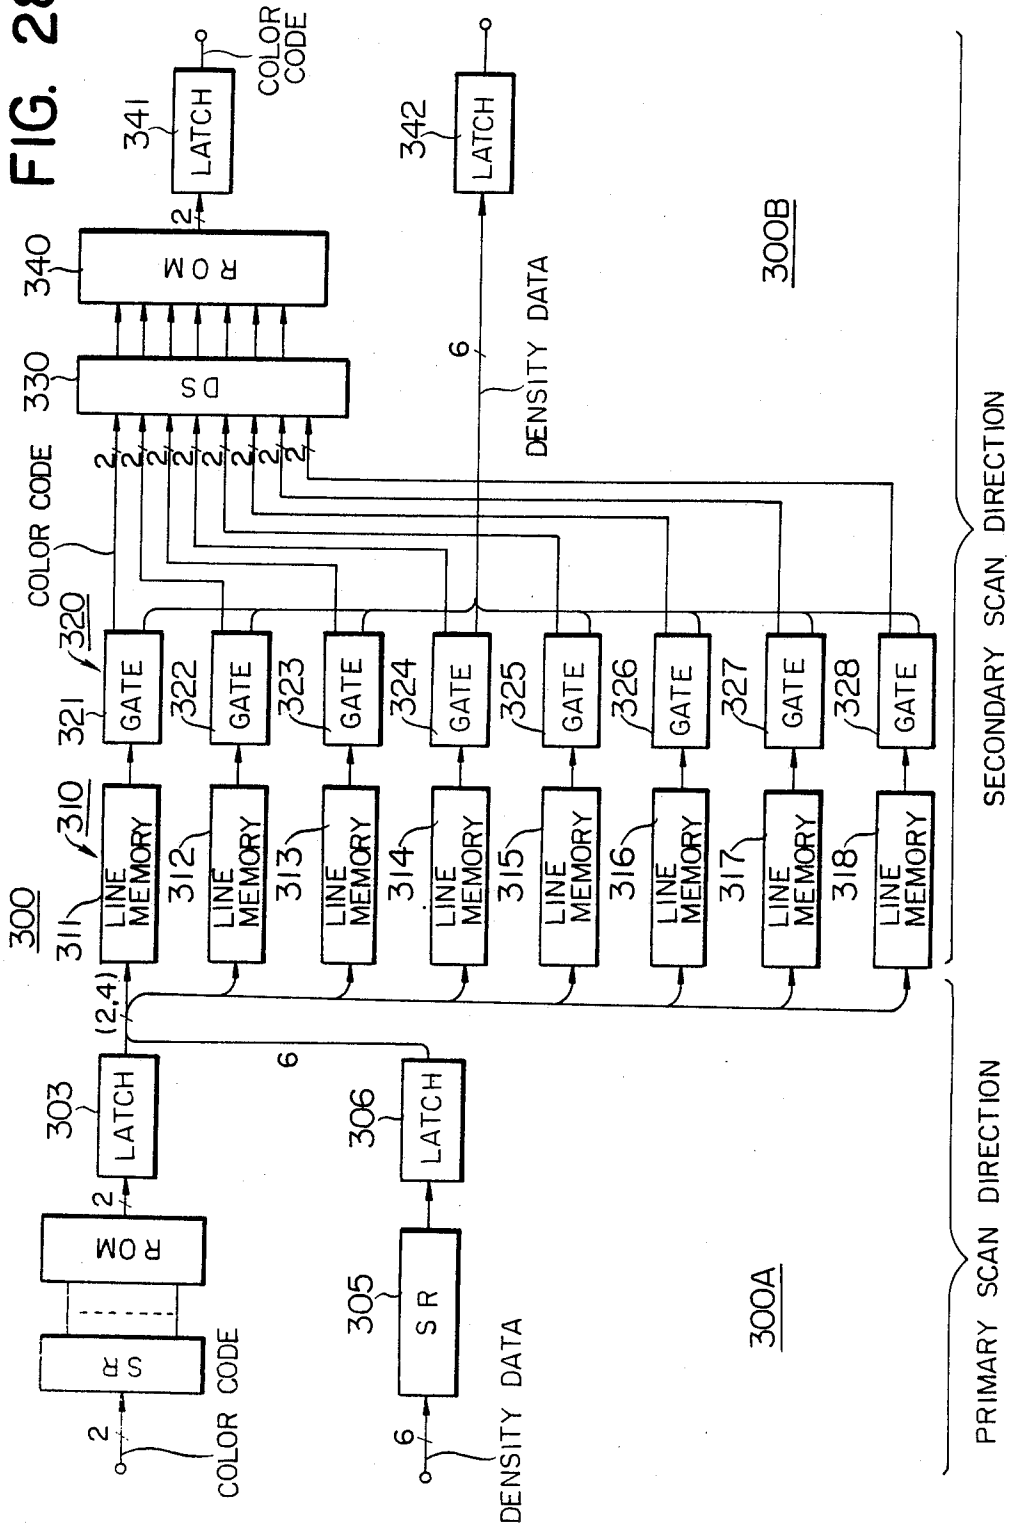 FIG. 28
300
COLOR CODE
2
SR
ROM
2
LATCH
303
(2,4)
DENSITY DATA
6
305
SR
306
LATCH
6
300A
PRIMARY SCAN DIRECTION
310
311
LINE MEMORY
312
LINE MEMORY
313
LINE MEMORY
314
LINE MEMORY
315
LINE MEMORY
316
LINE MEMORY
317
LINE MEMORY
318
LINE MEMORY
320
321
GATE
322
GATE
323
GATE
324
GATE
325
GATE
326
GATE
327
GATE
328
GATE
COLOR CODE
2
2
2
2
2
2
2
2
330
DS
340
ROM
2
341
LATCH
COLOR CODE
6
DENSITY DATA
342
LATCH
300B
SECONDARY SCAN DIRECTION